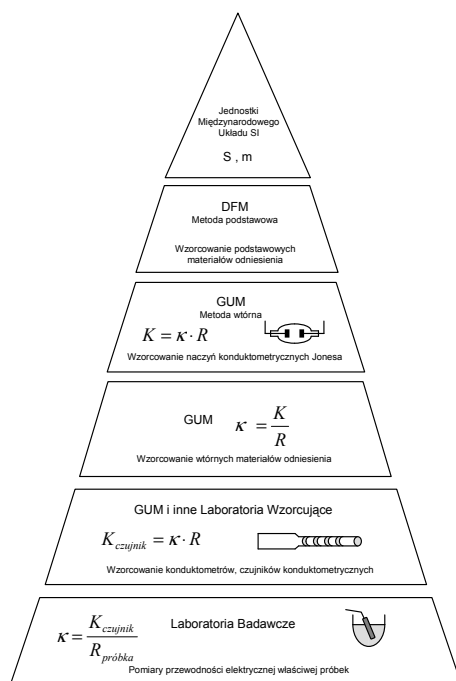 Jednostki
Międzynarodowego
Układu SI
S , m
DFM
Metoda podstawowa
Wzorcowanie podstawowych
materiałów odniesienia
GUM
Metoda wtórna
K = κ · R
Wzorcowanie naczyń konduktometrycznych Jonesa
GUM κ = K / R
Wzorcowanie wtórnych materiałów odniesienia
GUM i inne Laboratoria Wzorcujące
K_czujnik = κ · R
Wzorcowanie konduktometrów, czujników konduktometrycznych
κ = K_czujnik / R_próbka Laboratoria Badawcze
Pomiary przewodności elektrycznej właściwej próbek